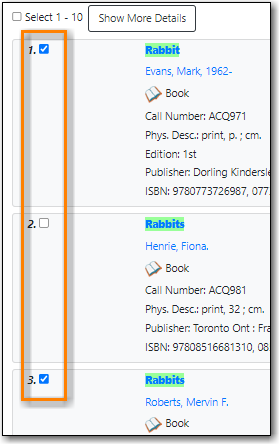 Select 1 - 10 Show More Details
1. Rabbit
Evans, Mark, 1962-
Book
Call Number: ACQ971
Phys. Desc.: print, p. ; cm.
Edition: 1st
Publisher: Dorling Kindersle
ISBN: 9780773726987, 077
2. Rabbits
Henrie, Fiona.
Book
Call Number: ACQ981
Phys. Desc.: print, 32 ; cm.
Publisher: Toronto Ont : Fra
ISBN: 97808516681310, 08
3. Rabbits
Roberts, Mervin F.
Book